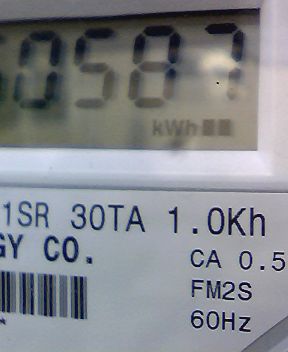 0587
kWh
1SR 30TA 1.0Kh
GY CO.
CA 0.5
FM2S
60Hz